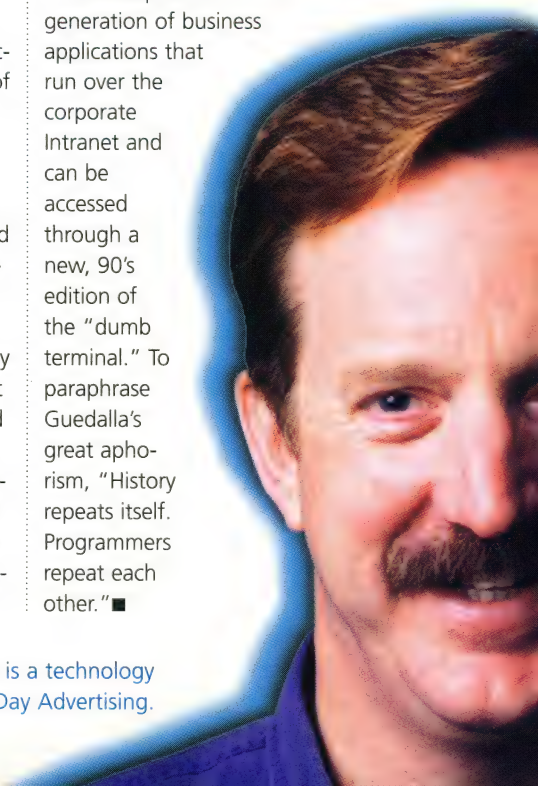 generation of business
applications that
run over the
corporate
Intranet and
can be
accessed
through a
new, 90's
edition of
the "dumb
terminal." To
paraphrase
Guedalla's
great apho-
rism, "History
repeats itself.
Programmers
repeat each
other."■
is a technology
Day Advertising.